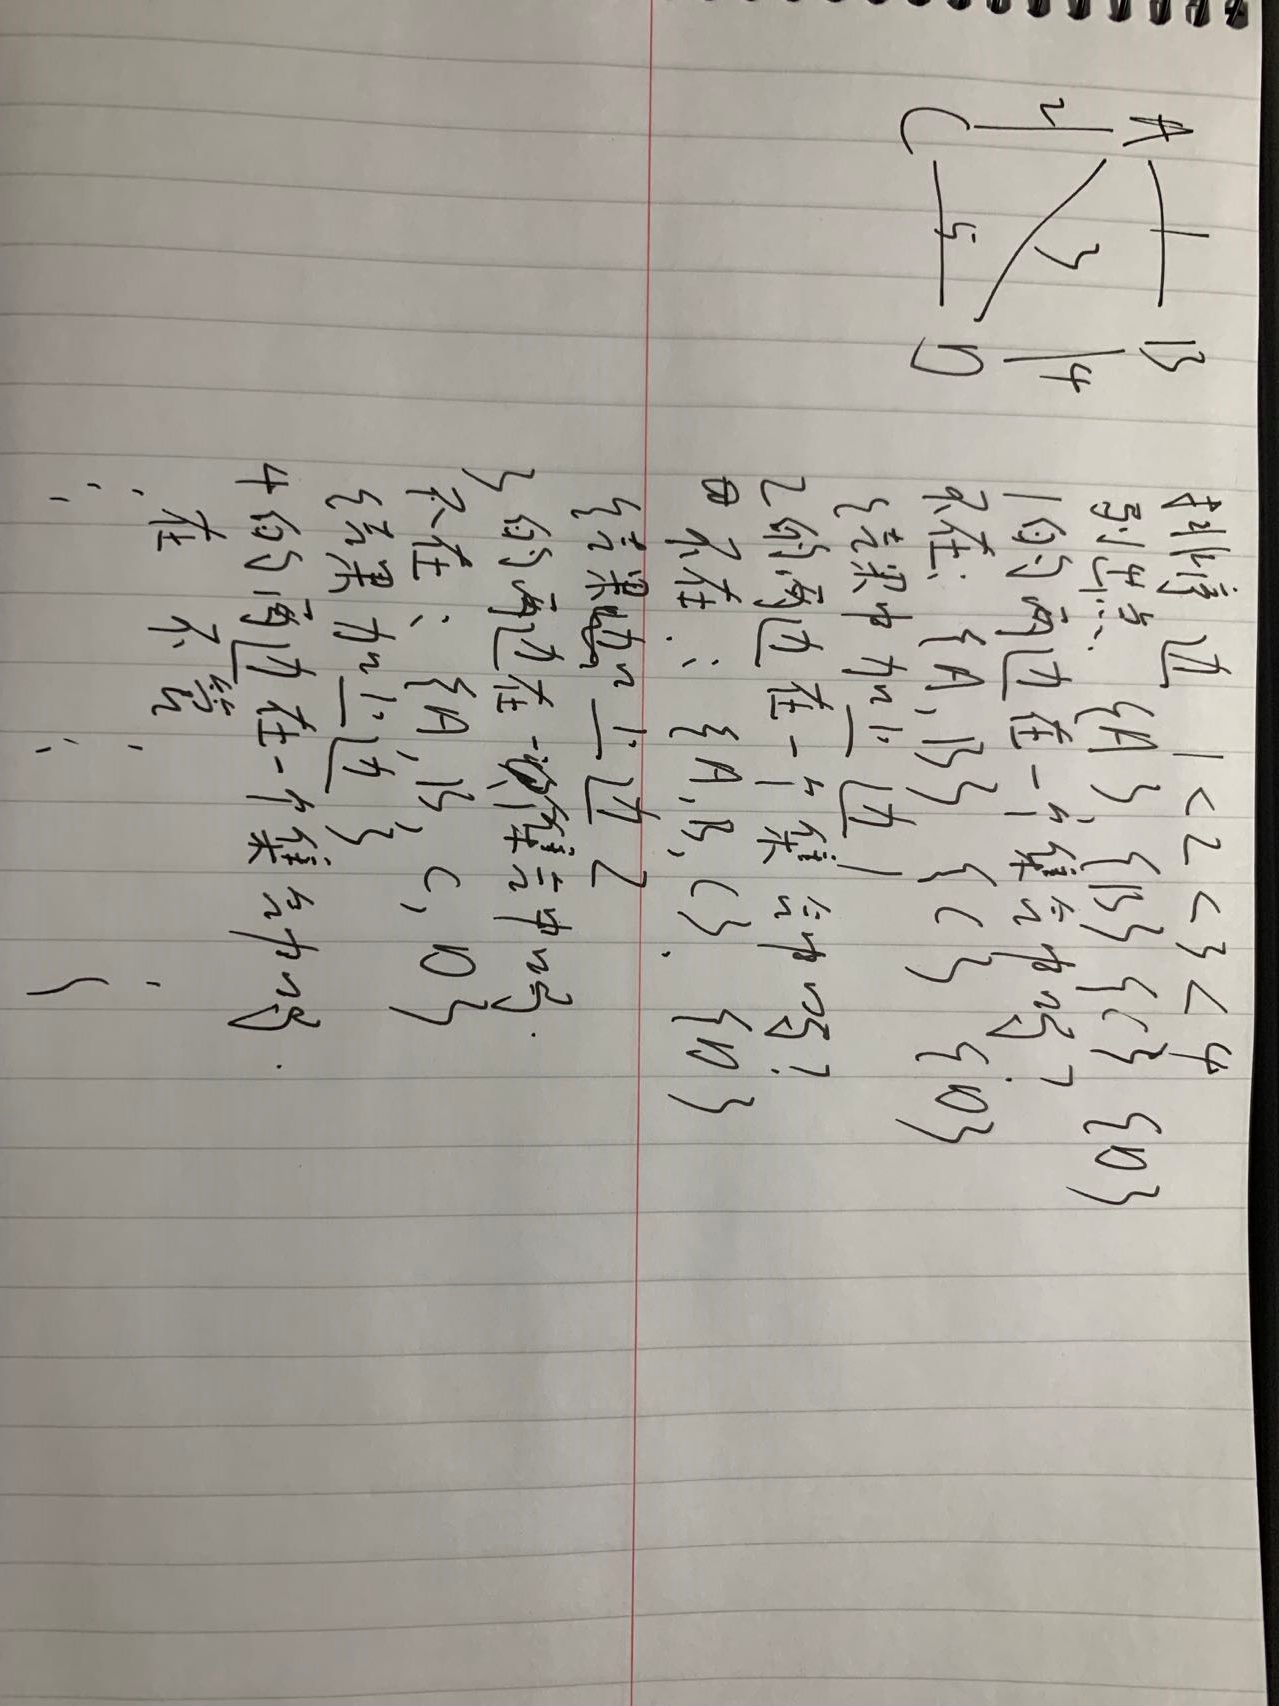 A 1 B
2 3 4
C 5 D
排序 边 1<2<3<4
列出点: {A}, {B} {C} {D}
1的两边在一个集合中吗?
不在: {A,B} {C} {D}
结果中加上边1
2的两边在一个集合中吗?
不在: {A,B,C}. {D}
结果 加上边2
3的两边在一个集合中吗.
不在: {A,B,C,D}
结果加上边3
4的两边在一个集合中吗.
在 不管